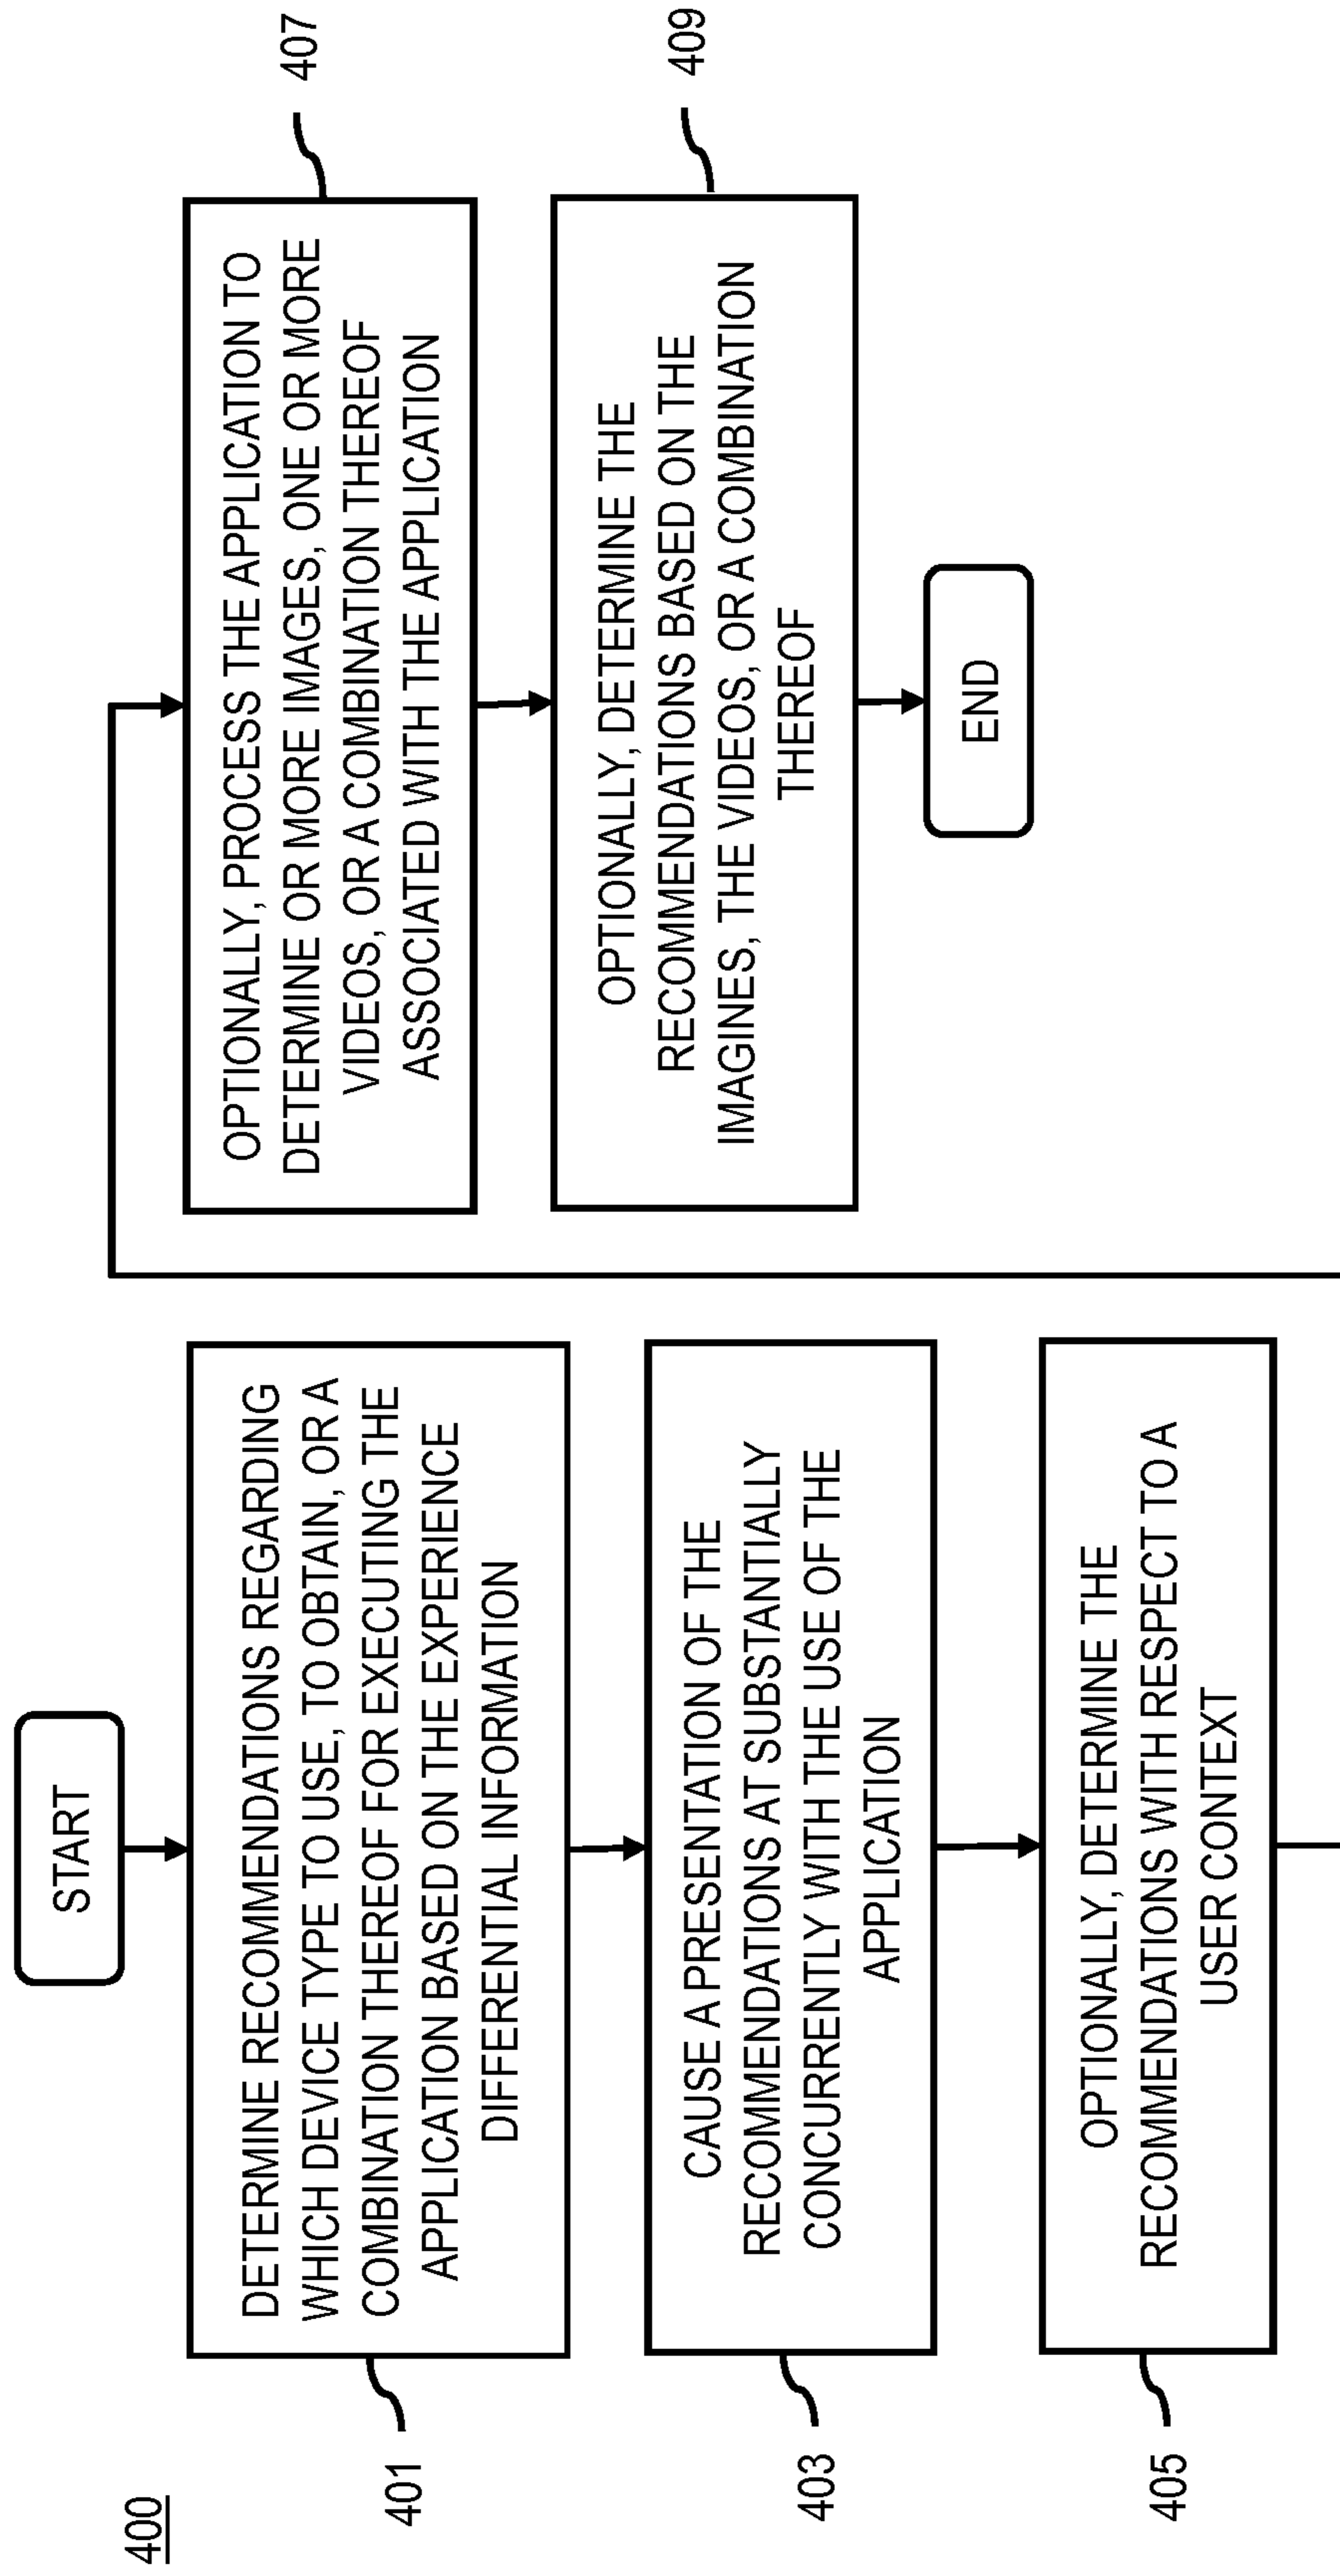 400
START
401
DETERMINE RECOMMENDATIONS REGARDING
WHICH DEVICE TYPE TO USE, TO OBTAIN, OR A
COMBINATION THEREOF FOR EXECUTING THE
APPLICATION BASED ON THE EXPERIENCE
DIFFERENTIAL INFORMATION
403
CAUSE A PRESENTATION OF THE
RECOMMENDATIONS AT SUBSTANTIALLY
CONCURRENTLY WITH THE USE OF THE
APPLICATION
405
OPTIONALLY, DETERMINE THE
RECOMMENDATIONS WITH RESPECT TO A
USER CONTEXT
OPTIONALLY, PROCESS THE APPLICATION TO
DETERMINE OR MORE IMAGES, ONE OR MORE
VIDEOS, OR A COMBINATION THEREOF
ASSOCIATED WITH THE APPLICATION
407
OPTIONALLY, DETERMINE THE
RECOMMENDATIONS BASED ON THE
IMAGINES, THE VIDEOS, OR A COMBINATION
THEREOF
409
END